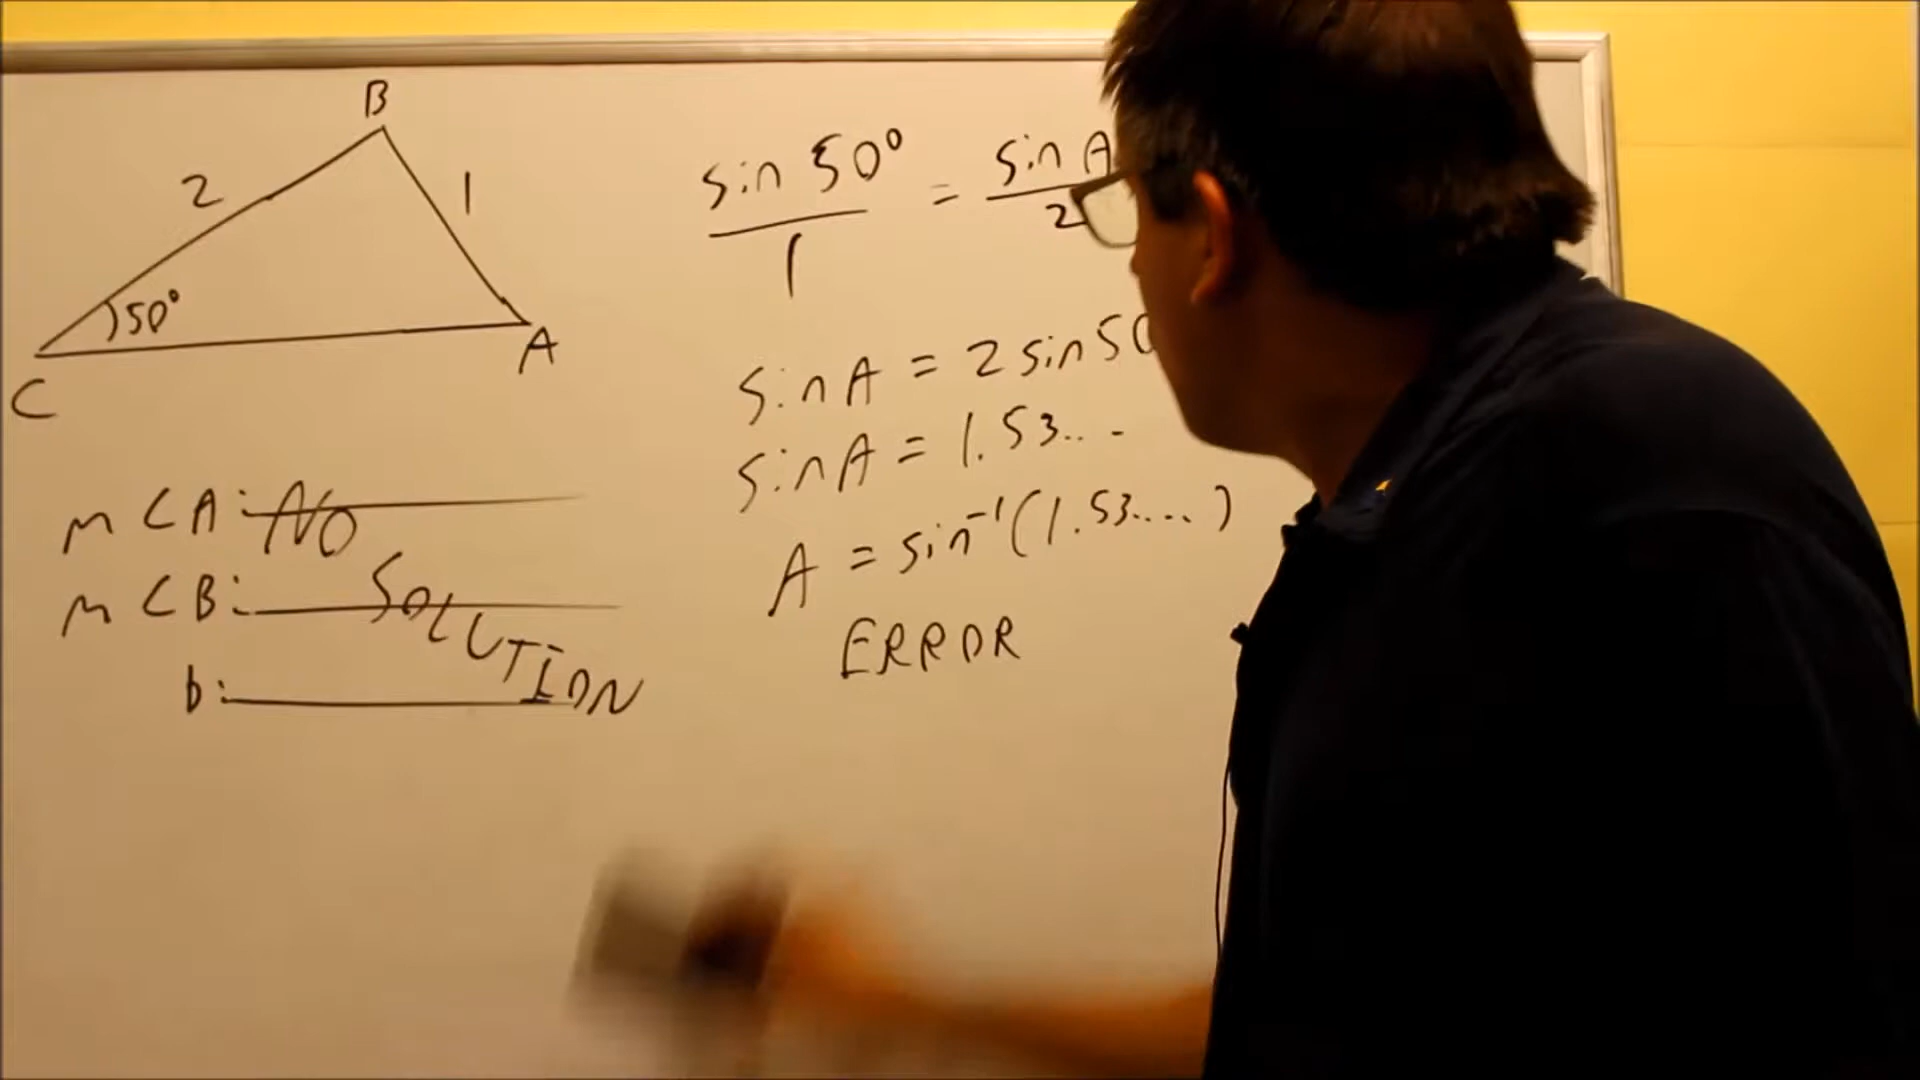 B
2
1
50°
C
A
m<A: NO
m<B: SOLUTION
b:
sin 50° = sin A
1 2
sin A = 2 sin 50
sin A = 1.53...
A = sin⁻¹(1.53....)
ERROR